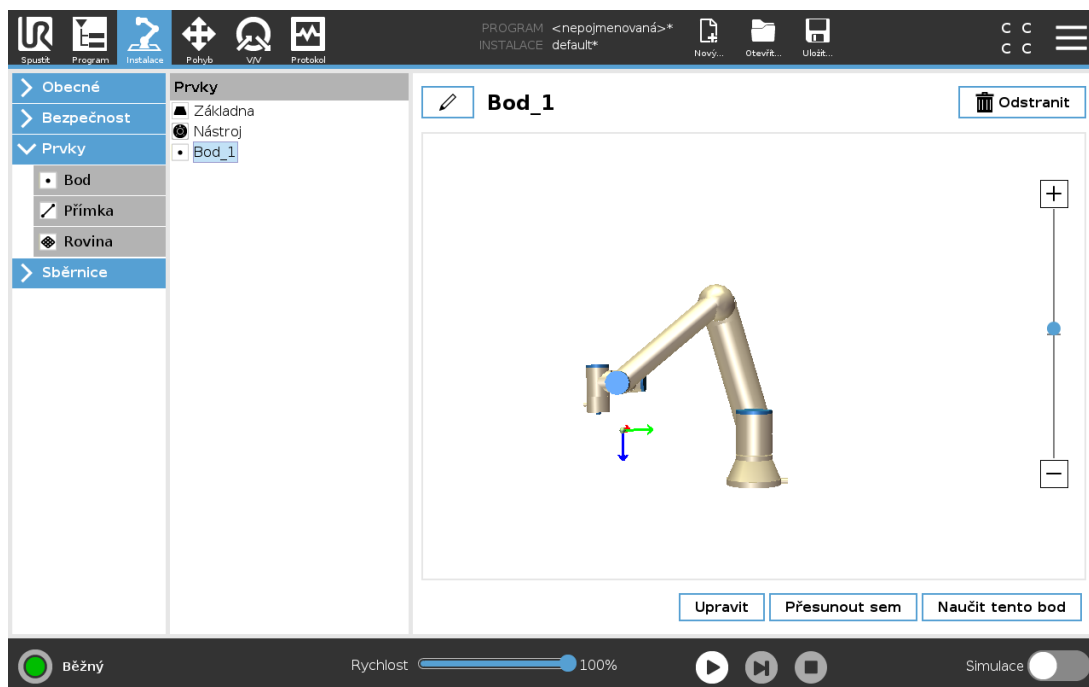 PROGRAM <nepojmenovaná>*
INSTALACE default*
C C
C C
Spustit Program Instalace Pohyb V/V Protokol Nový... Otevřít... Uložit...
Obecné
Bezpečnost
Prvky
Bod
Přímka
Rovina
Sběrnice
Prvky
Základna
Nástroj
Bod_1
Bod_1
Odstranit
Upravit Přesunout sem Naučit tento bod
Běžný Rychlost 100% Simulace